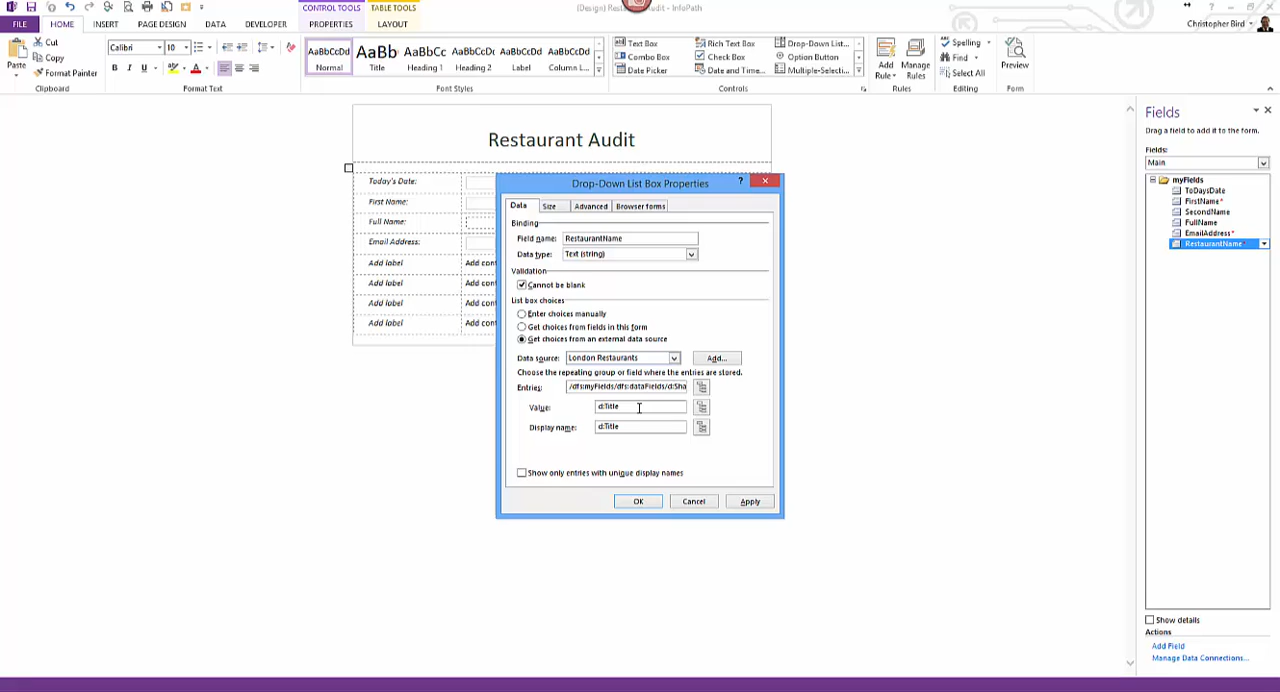 (Design) Resta Audit - InfoPath
CONTROL TOOLS
TABLE TOOLS
FILE
HOME
INSERT
PAGE DESIGN
DATA
DEVELOPER
PROPERTIES
LAYOUT
Christopher Bird
Paste
Cut
Copy
Format Painter
Clipboard
Calibri
10
B I U
Format Text
AaBbCcDd
Normal
AaBb
Title
AaBbCc
Heading 1
AaBbCcDc
Heading 2
AaBbCcDd
Label
AaBbCcDd
Column L...
Font Styles
Text Box
Combo Box
Date Picker
Rich Text Box
Check Box
Date and Time...
Drop-Down List...
Option Button
Multiple-Selecti...
Controls
Add
Rule
Manage
Rules
Rules
Spelling
Find
Select All
Editing
Preview
Form
Restaurant Audit
Today's Date:
First Name:
Full Name:
Email Address:
Add label
Add cont
Add label
Add cont
Add label
Add cont
Add label
Add cont
Drop-Down List Box Properties
Data
Size
Advanced
Browser forms
Binding
Field name:
RestaurantName
Data type:
Text (string)
Validation
Cannot be blank
List box choices
Enter choices manually
Get choices from fields in this form
Get choices from an external data source
Data source:
London Restaurants
Add...
Choose the repeating group or field where the entries are stored.
Entries:
/dfs:myFields/dfs:dataFields/d:Sha
Value:
d:Title
Display name:
d:Title
Show only entries with unique display names
OK
Cancel
Apply
Fields
Drag a field to add it to the form.
Fields:
Main
myFields
ToDaysDate
FirstName*
SecondName
FullName
EmailAddress*
RestaurantName
Show details
Actions
Add Field
Manage Data Connections...